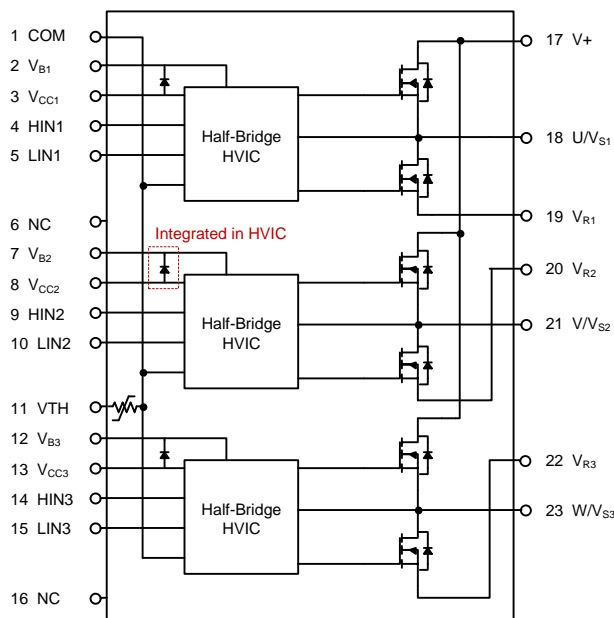 1 COM
2 VB1
3 VCC1
4 HIN1
5 LIN1
6 NC
7 VB2
8 VCC2
9 HIN2
10 LIN2
11 VTH
12 VB3
13 VCC3
14 HIN3
15 LIN3
16 NC
Half-Bridge
HVIC
Integrated in HVIC
Half-Bridge
HVIC
Half-Bridge
HVIC
17 V+
18 U/VS1
19 VR1
20 VR2
21 V/VS2
22 VR3
23 W/VS3